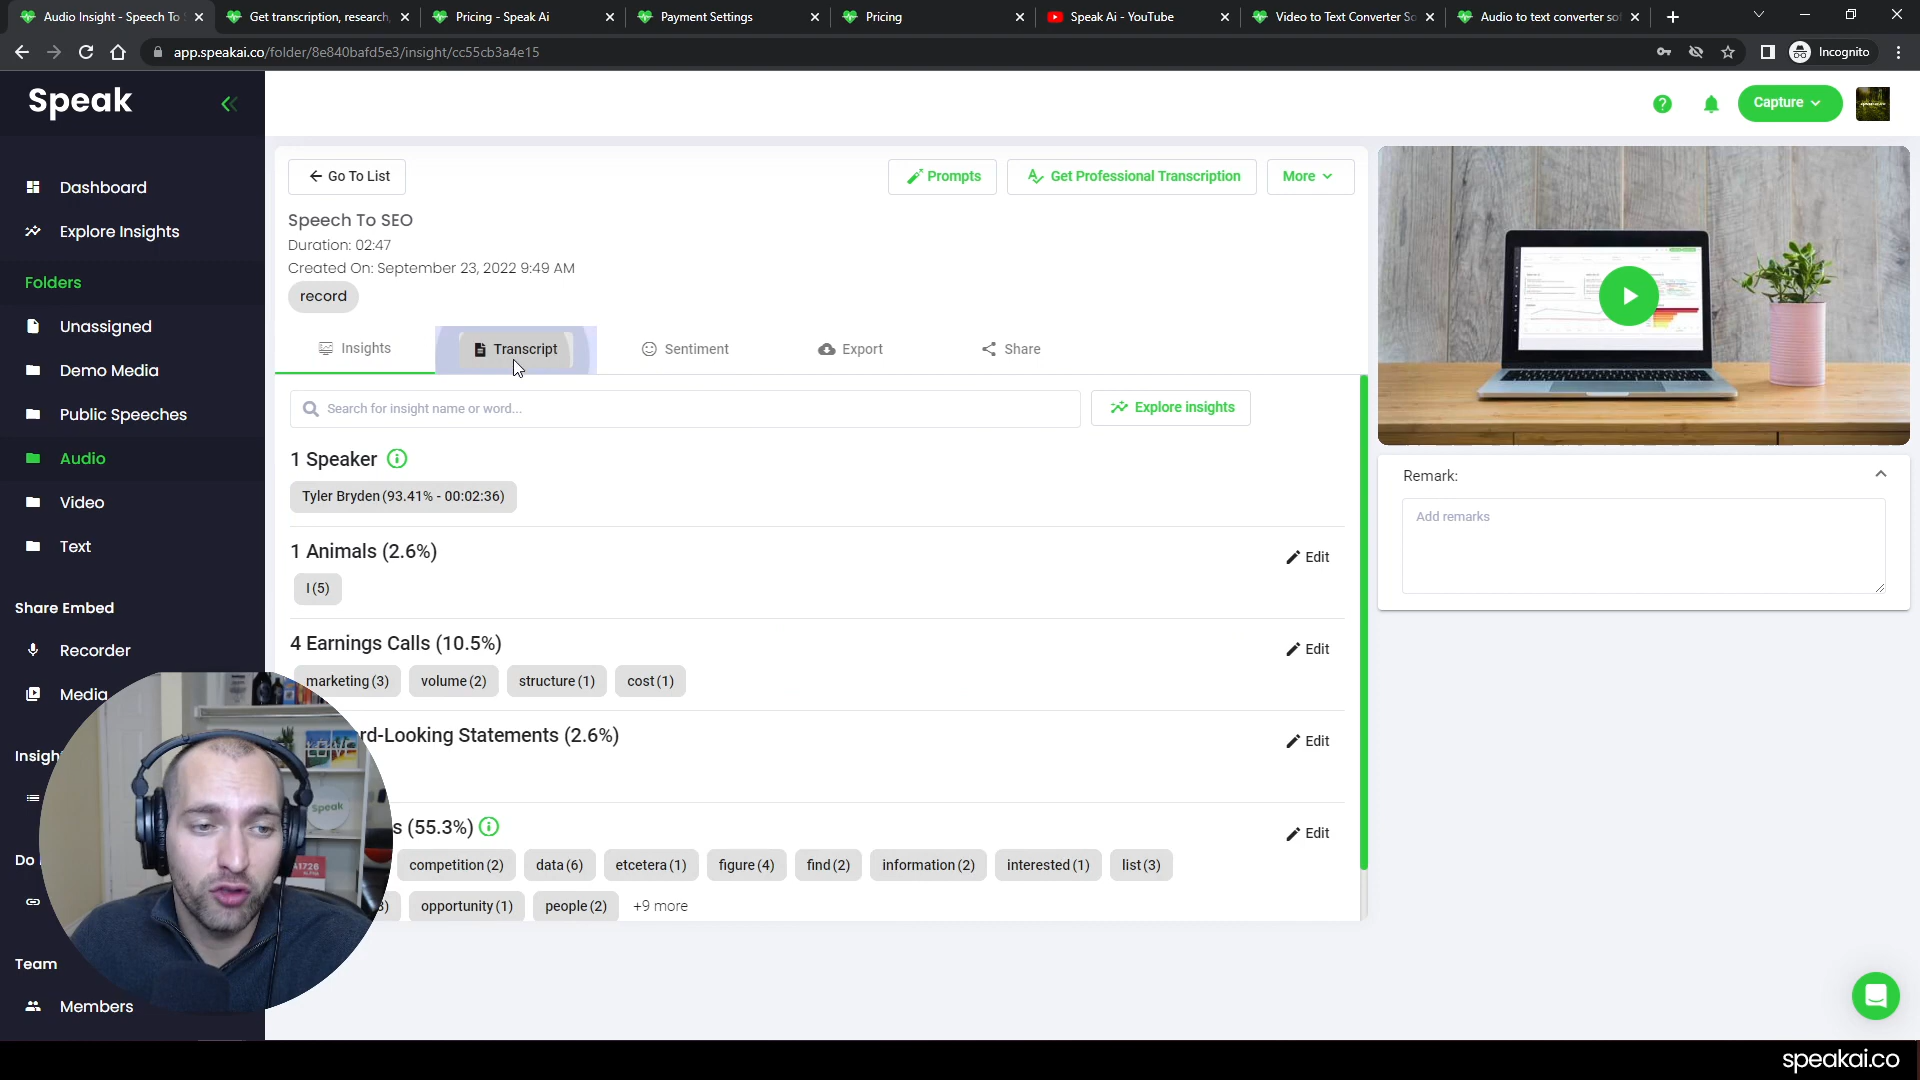 Audio Insight - Speech To
Get transcription, research,
Pricing - Speak Ai
Payment Settings
Pricing
Speak Ai - YouTube
Video to Text Converter So
Audio to text converter so
app.speakai.co/folder/8e840bafd5e3/insight/cc55cb3a4e15
Incognito
Speak
Capture
Dashboard
Explore Insights
Folders
Unassigned
Demo Media
Public Speeches
Audio
Video
Text
Share Embed
Recorder
Media
Insigh
Do
Team
Members
Go To List
Prompts
Get Professional Transcription
More
Speech To SEO
Duration: 02:47
Created On: September 23, 2022 9:49 AM
record
Insights
Transcript
Sentiment
Export
Share
Search for insight name or word...
Explore insights
1 Speaker
Tyler Bryden (93.41% - 00:02:36)
1 Animals (2.6%)
Edit
I (5)
4 Earnings Calls (10.5%)
Edit
marketing (3) volume (2) structure (1) cost (1)
rd-Looking Statements (2.6%)
Edit
s (55.3%)
Edit
competition (2) data (6) etcetera (1) figure (4) find (2) information (2) interested (1) list (3)
3) opportunity (1) people (2) +9 more
Remark:
Add remarks
Speak
speakai.co